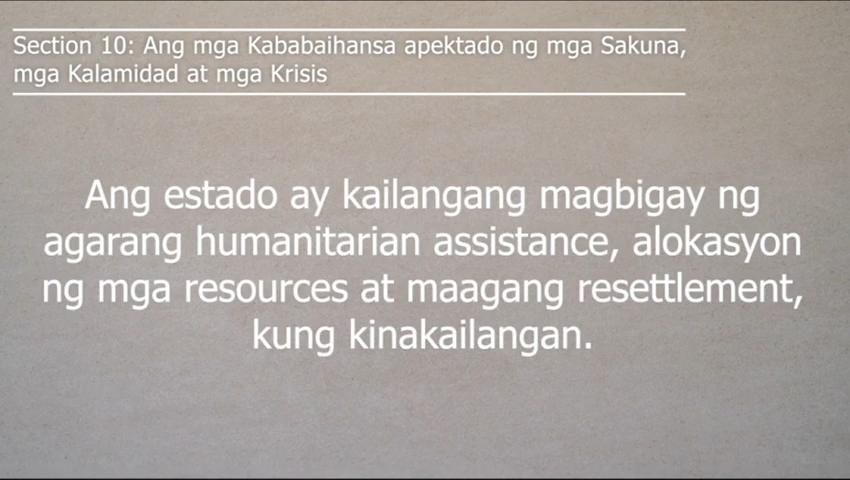 Section 10: Ang mga Kababaihansa apektado ng mga Sakuna,
mga Kalamidad at mga Krisis
Ang estado ay kailangang magbigay ng
agarang humanitarian assistance, alokasyon
ng mga resources at maagang resettlement,
kung kinakailangan.